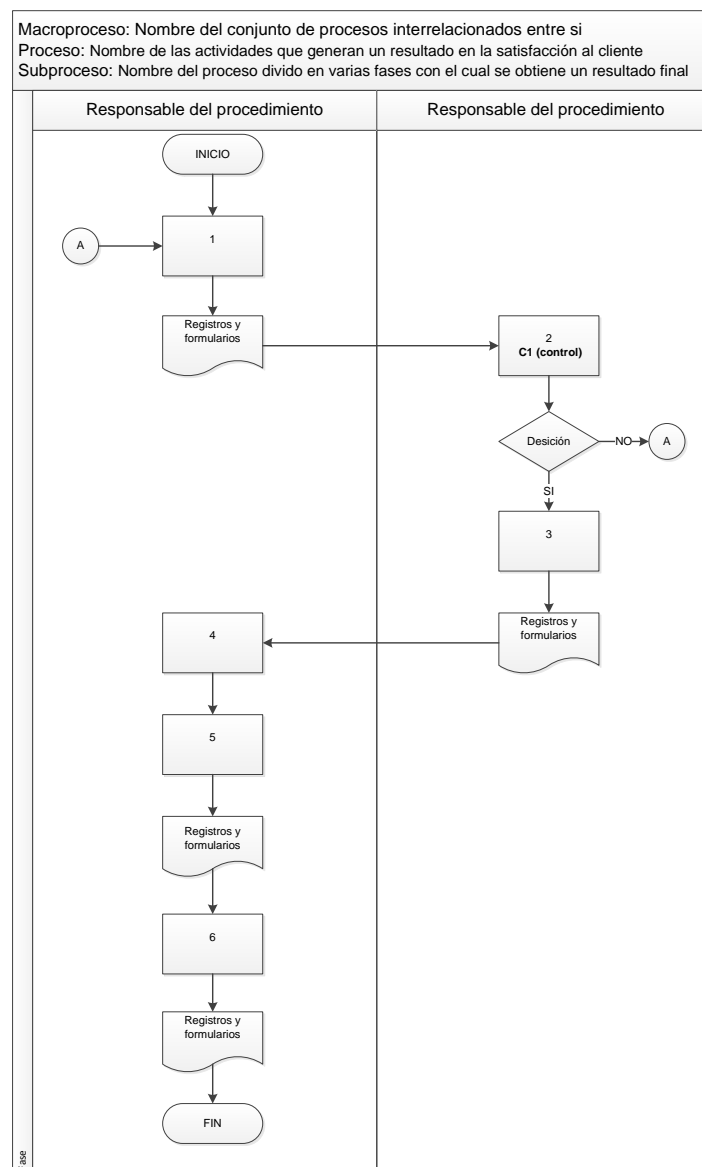 Macroproceso: Nombre del conjunto de procesos interrelacionados entre si
Proceso: Nombre de las actividades que generan un resultado en la satisfacción al cliente
Subproceso: Nombre del proceso divido en varias fases con el cual se obtiene un resultado final
Responsable del procedimiento
Responsable del procedimiento
INICIO
A
1
Registros y
formularios
2
C1 (control)
Desición
NO
A
SI
3
Registros y
formularios
4
5
Registros y
formularios
6
Registros y
formularios
FIN